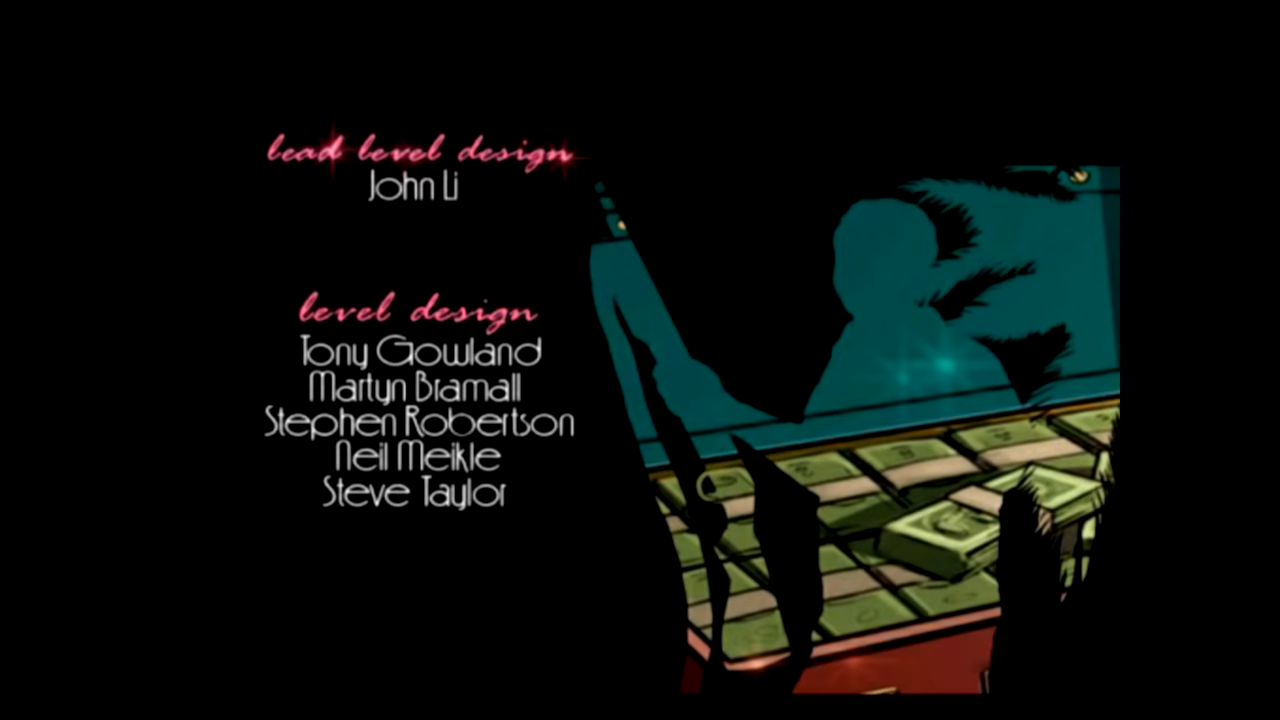 lead level design
John Li
level design
Tony Gowland
Martyn Bramall
Stephen Robertson
Neil Meikle
Steve Taylor